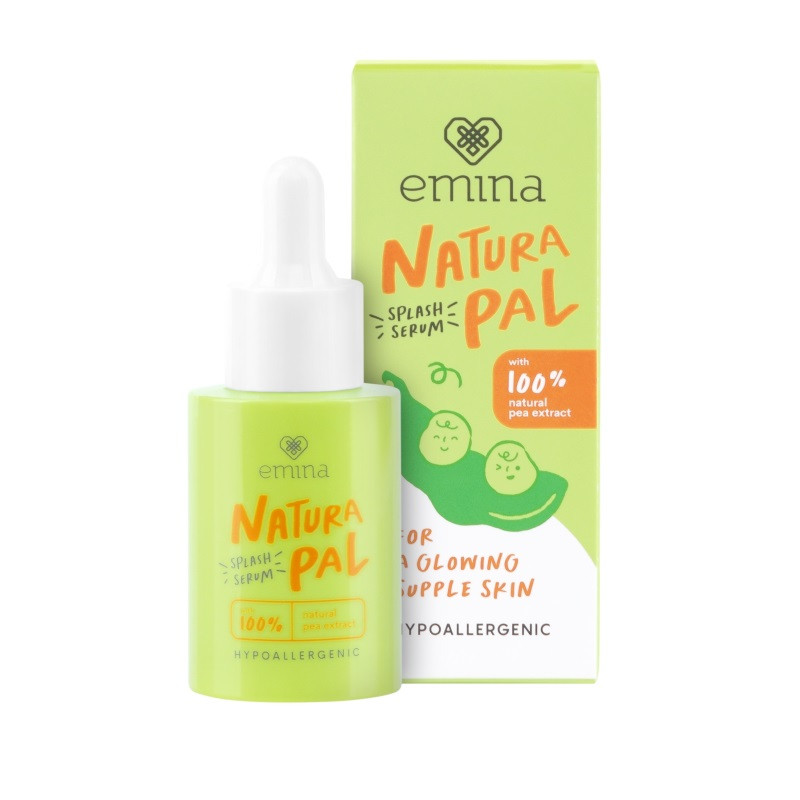 emina
NATURA
SPLASH
SERUM
PAL
with
100%
natural
pea extract
FOR
A GLOWING
SUPPLE SKIN
HYPOALLERGENIC
emina
NATURA
SPLASH
SERUM
PAL
with
100%
natural
pea extract
HYPOALLERGENIC